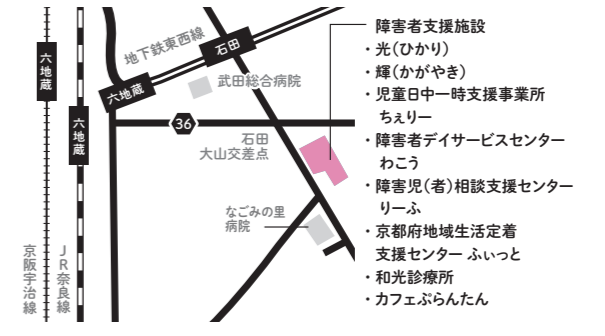 六地蔵
六地蔵
六地蔵
地下鉄東西線
石田
武田総合病院
36
石田
大山交差点
なごみの里
病院
京阪宇治線
JR奈良線
障害者支援施設
・光（ひかり）
・輝（かがやき）
・児童日中一時支援事業所
ちぇりー
・障害者デイサービスセンター
わこう
・障害児（者）相談支援センター
りーふ
・京都府地域生活定着
支援センター ふぃっと
・和光診療所
・カフェぷらんたん